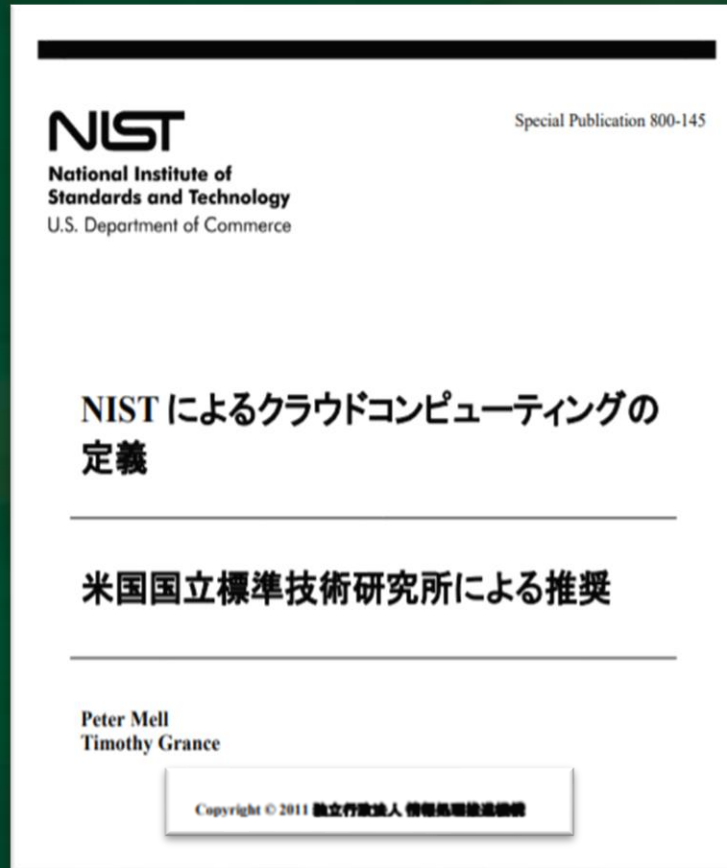 NIST
Special Publication 800-145
National Institute of
Standards and Technology
U.S. Department of Commerce
NIST によるクラウドコンピューティングの
定義
米国国立標準技術研究所による推奨
Peter Mell
Timothy Grance
Copyright © 2011 独立行政法人 情報処理推進機構